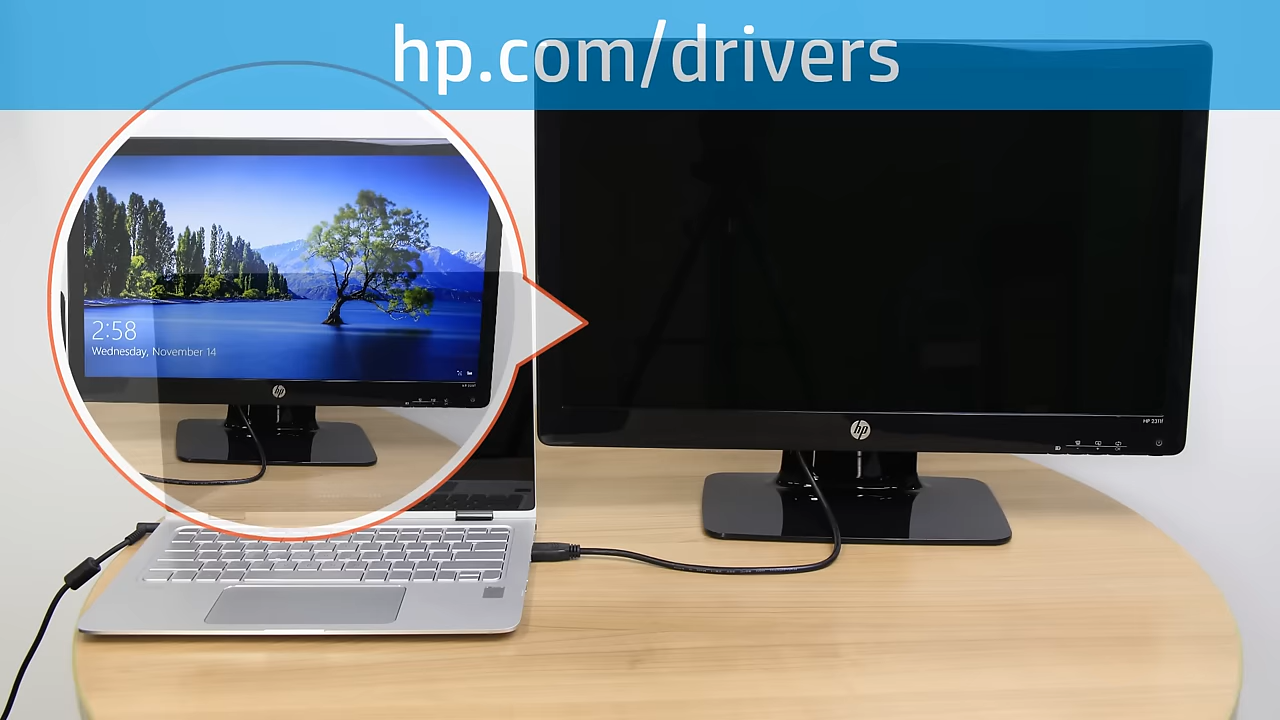 hp.com/drivers
2:58
Wednesday, November 14
hp
hp
HP 2311f